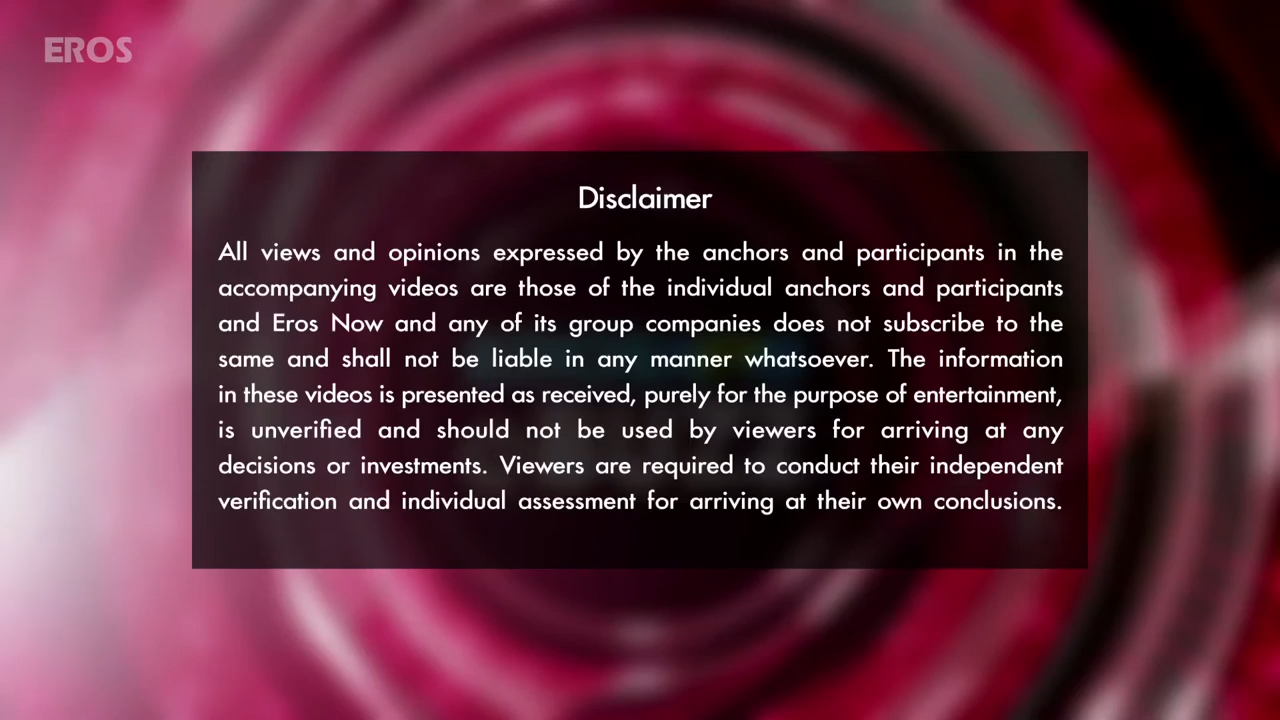 EROS
Disclaimer
All views and opinions expressed by the anchors and participants in the
accompanying videos are those of the individual anchors and participants
and Eros Now and any of its group companies does not subscribe to the
same and shall not be liable in any manner whatsoever. The information
in these videos is presented as received, purely for the purpose of entertainment,
is unverified and should not be used by viewers for arriving at any
decisions or investments. Viewers are required to conduct their independent
verification and individual assessment for arriving at their own conclusions.